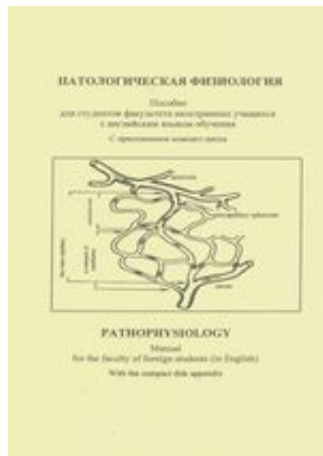 ПАТОЛОГИЧЕСКАЯ ФИЗИОЛОГИЯ
Пособие
для студентов факультета иностранных учащихся
с английским языком обучения
С приложением компакт-диска
PATHOPHYSIOLOGY
Manual
for the faculty of foreign students (in English)
With the compact disk appendix